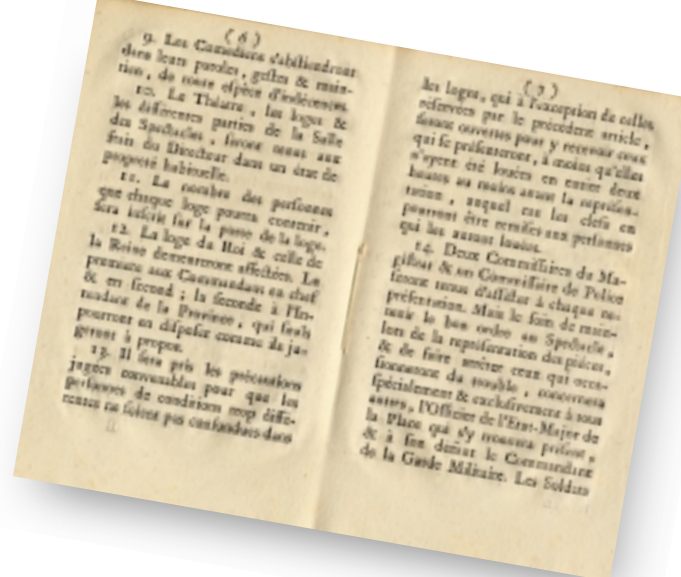 ( 6 )
9. Les Comédiens s'abstiendront
dans leurs paroles, gestes & main-
tien, de toute espèce d'indécences.
10. Le Théatre, les loges &
les différentes parties de la Salle
des Spectacles, seront tenus aux
frais du Directeur dans un état de
propreté habituelle.
11. Le nombre des personnes
que chaque loge pourra contenir,
sera inscrit sur la porte de la loge.
12. La loge du Roi & celle de
la Reine demeureront affectées. La
premiere aux Commandant en chef
& en second ; la seconde à l'In-
tendant de la Province, qui seuls
pourront en disposer comme ils ju-
geront à propos.
13. Il sera pris les précautions
jugées convenables pour que les
personnes de conditions trop diffé-
rentes ne soient pas confondues dans
( 7 )
les loges, qui à l'exception de celles
réservées par le précédent article,
seront ouvertes pour y recevoir ceux
qui se présenteront, à moins qu'elles
n'ayent été louées en entier deux
heures au moins avant la représen-
tation, auquel cas les clefs en
pourront être remises aux personnes
qui les auront louées.
14. Deux Commissaires du Ma-
gistrat & un Commissaire de Police
seront tenus d'assister à chaque re-
présentation. Mais le soin de main-
tenir le bon ordre au Spectacle,
lors de la représentation des pièces,
& de faire arrêter ceux qui occa-
sionneront du trouble, concernera
spécialement & exclusivement à tous
autres, l'Officier de l'Etat-Major de
la Place qui s'y trouvera présent,
& à son défaut le Commandant
de la Garde Militaire. Les Soldats